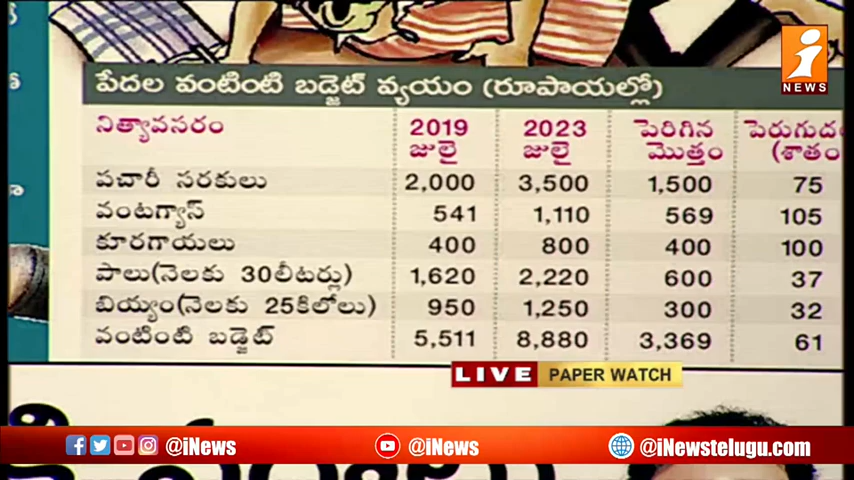 i
NEWS
పేదల వంటింటి బడ్జెట్ వ్యయం (రూపాయల్లో)
నిత్యావసరం 2019 జులై 2023 జులై పెరిగిన మొత్తం పెరుగుద (శాతం
పచారీ సరకులు 2,000 3,500 1,500 75
వంటగ్యాస్ 541 1,110 569 105
కూరగాయలు 400 800 400 100
పాలు(నెలకు 30లీటర్లు) 1,620 2,220 600 37
బియ్యం(నెలకు 25కిలోలు) 950 1,250 300 32
వంటింటి బడ్జెట్ 5,511 8,880 3,369 61
LIVE PAPER WATCH
@iNews @iNews @iNewstelugu.com